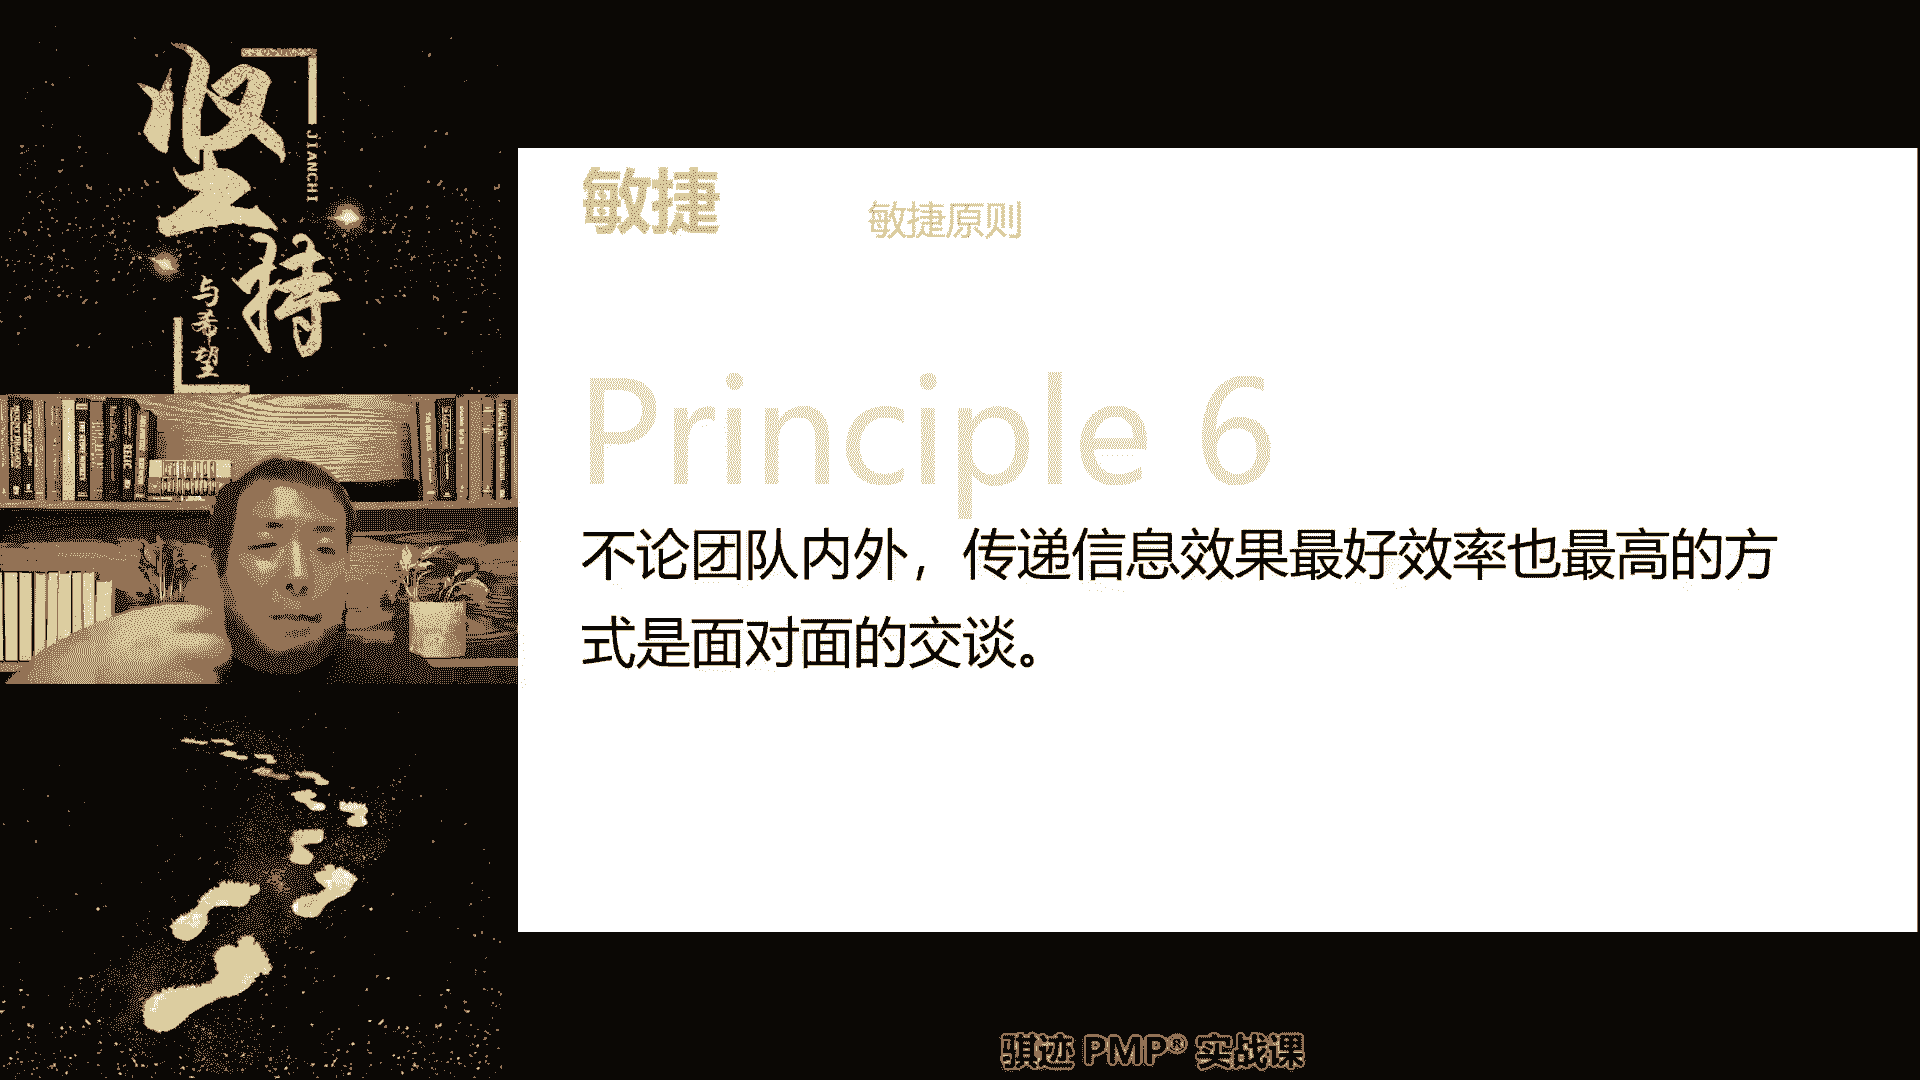 坚持
JIANCHI
与希望
敏捷
敏捷原则
Principle 6
不论团队内外，传递信息效果最好效率也最高的方
式是面对面的交谈。
骐迹 PMP® 实战课